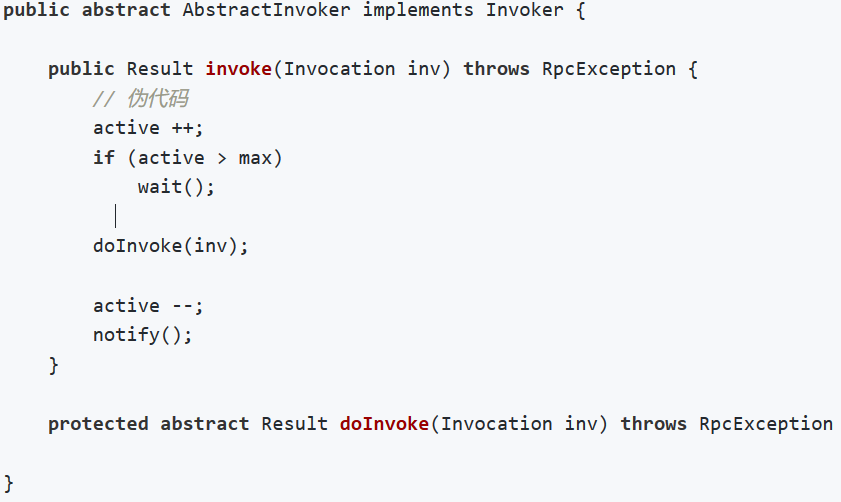 public abstract AbstractInvoker implements Invoker {
public Result invoke(Invocation inv) throws RpcException {
// 伪代码
active ++;
if (active > max)
wait();
doInvoke(inv);
active --;
notify();
}
protected abstract Result doInvoke(Invocation inv) throws RpcException
}